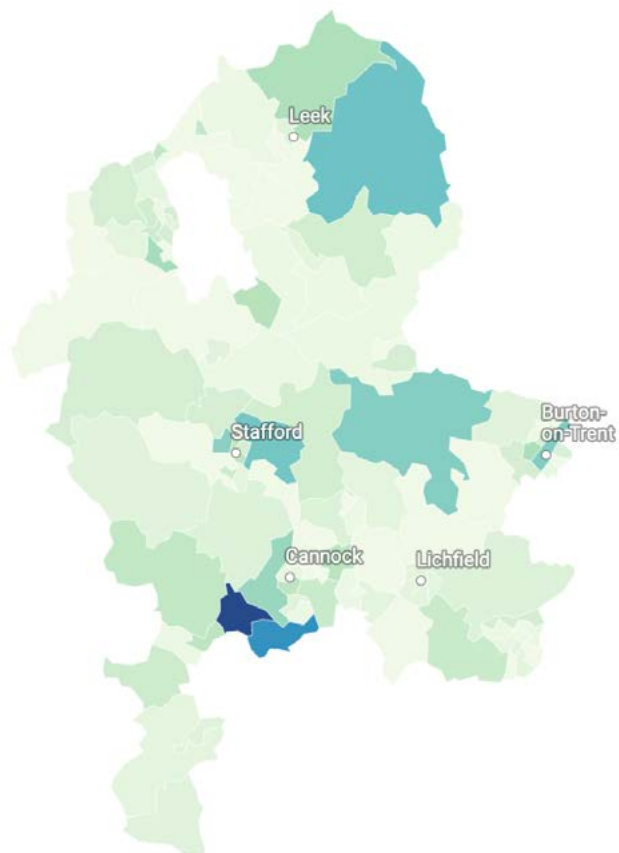 Leek
Stafford
Burton-
on-Trent
Cannock
Lichfield